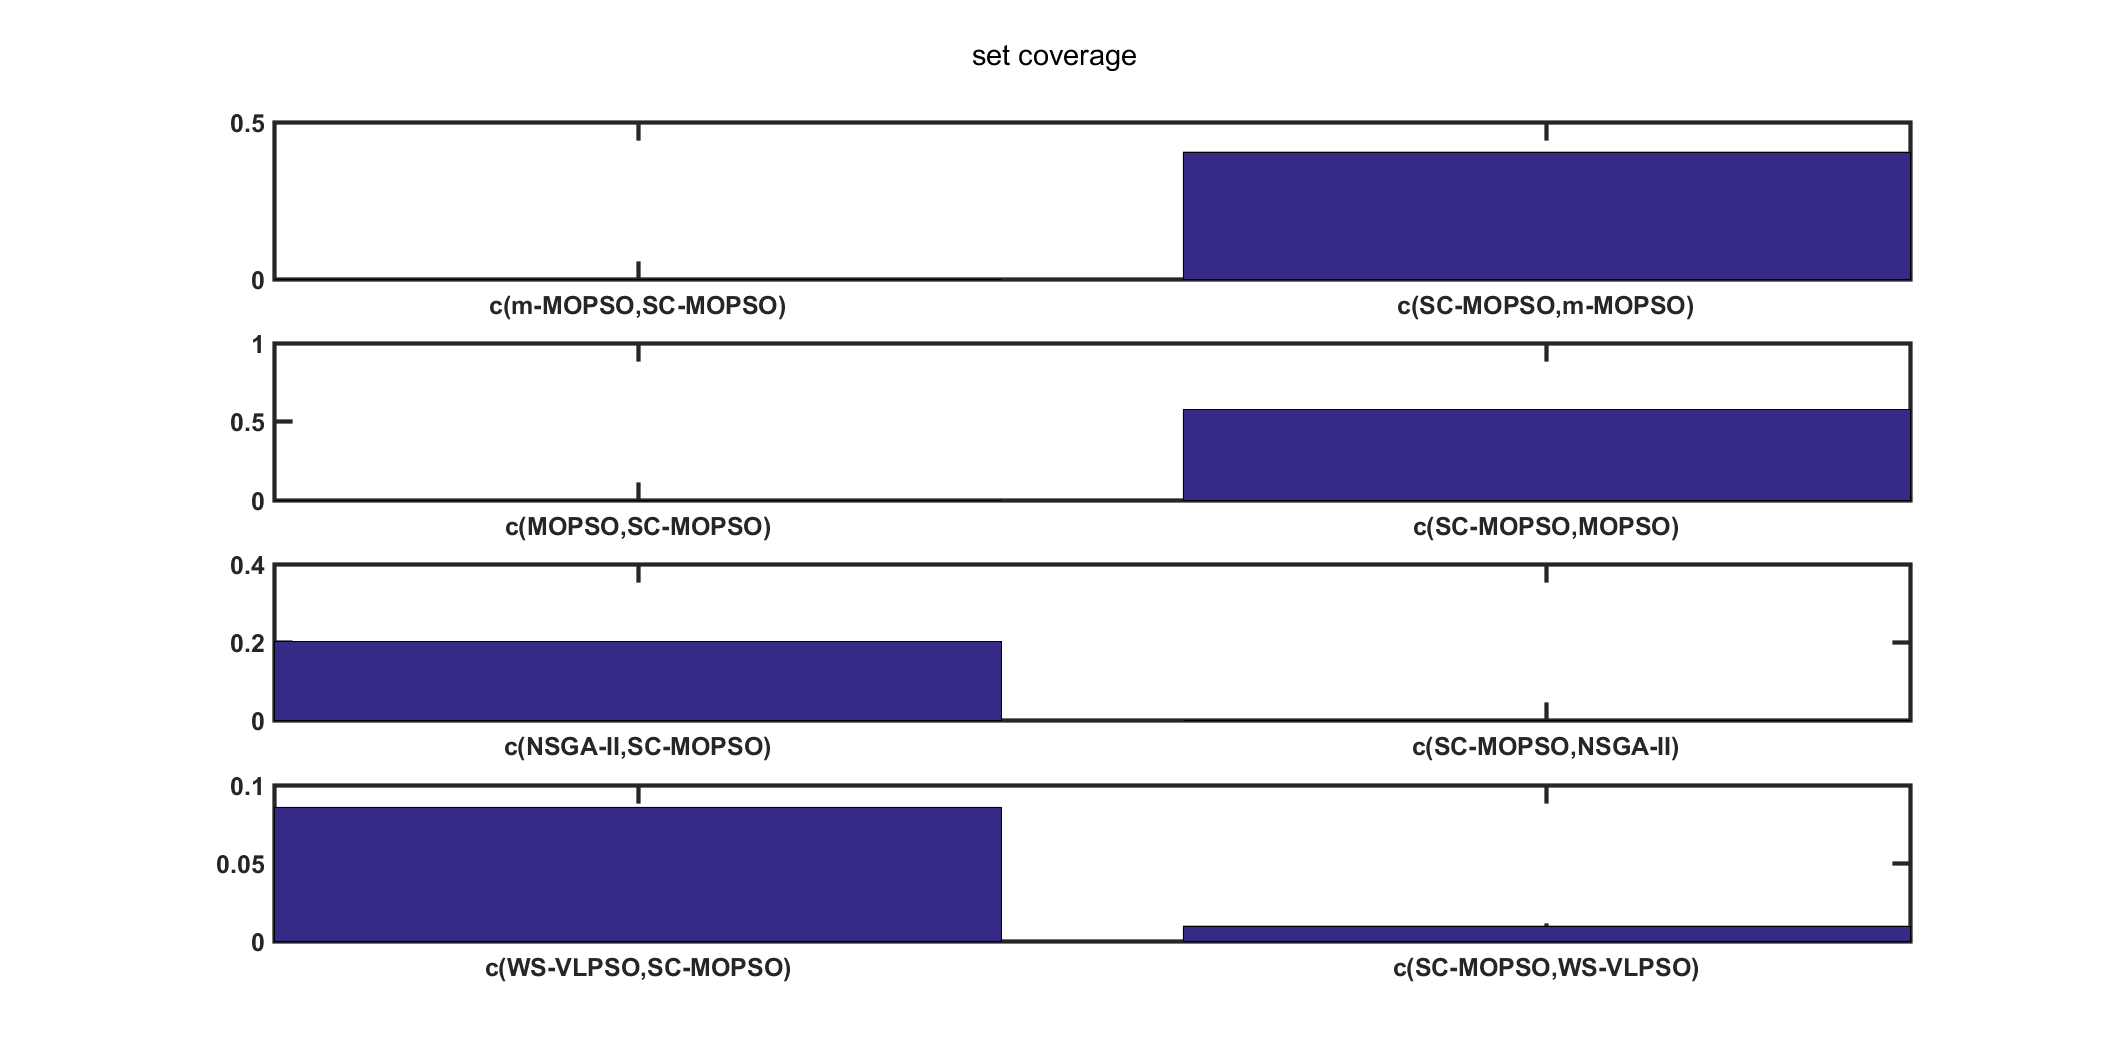 set coverage
0.5
0
c(m-MOPSO,SC-MOPSO) c(SC-MOPSO,m-MOPSO)
1
0.5
0
c(MOPSO,SC-MOPSO) c(SC-MOPSO,MOPSO)
0.4
0.2
0
c(NSGA-II,SC-MOPSO) c(SC-MOPSO,NSGA-II)
0.1
0.05
0
c(WS-VLPSO,SC-MOPSO) c(SC-MOPSO,WS-VLPSO)